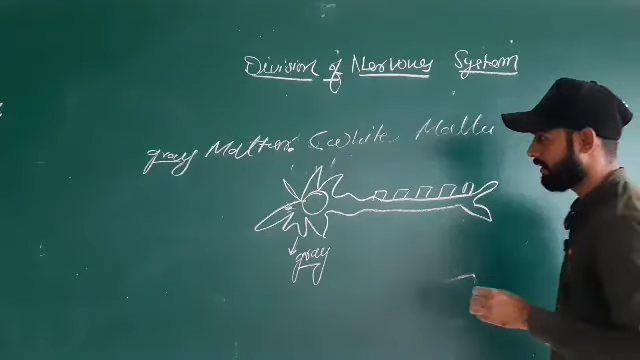 Division of Nervous System
gray Matter (White Matter
gray